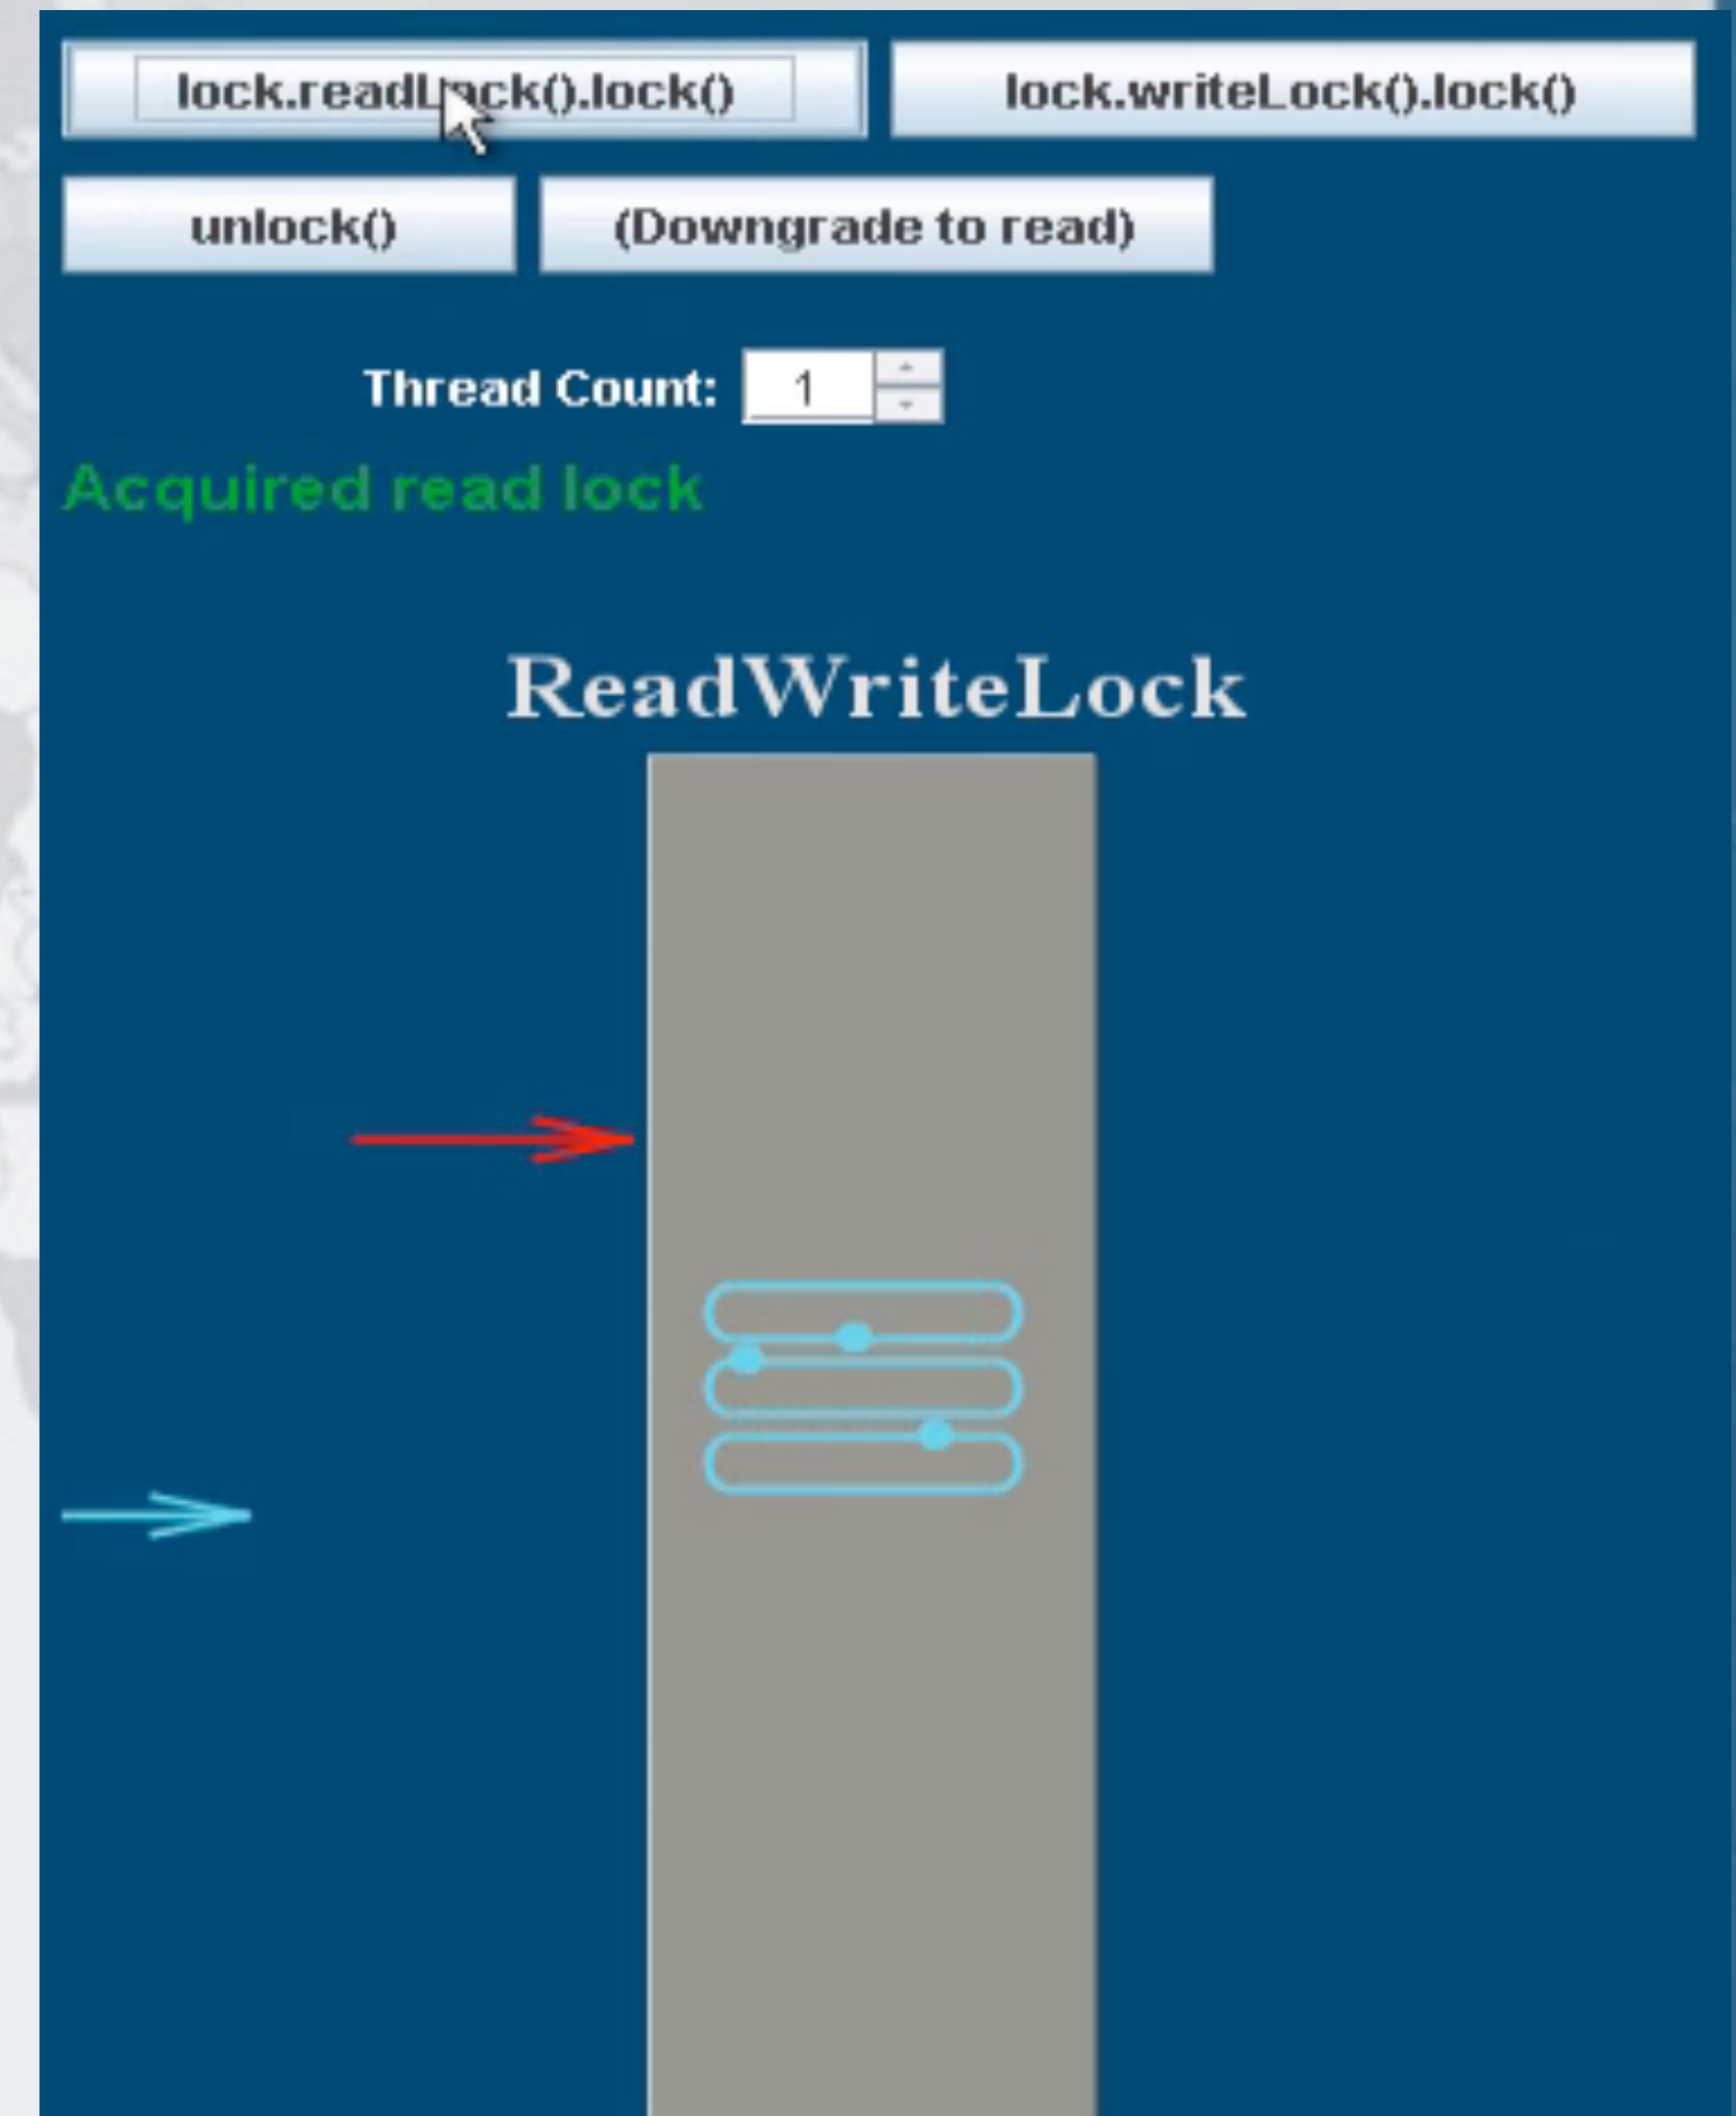 lock.readLock().lock() lock.writeLock().lock()
unlock() (Downgrade to read)
Thread Count: 1
Acquired read lock
ReadWriteLock